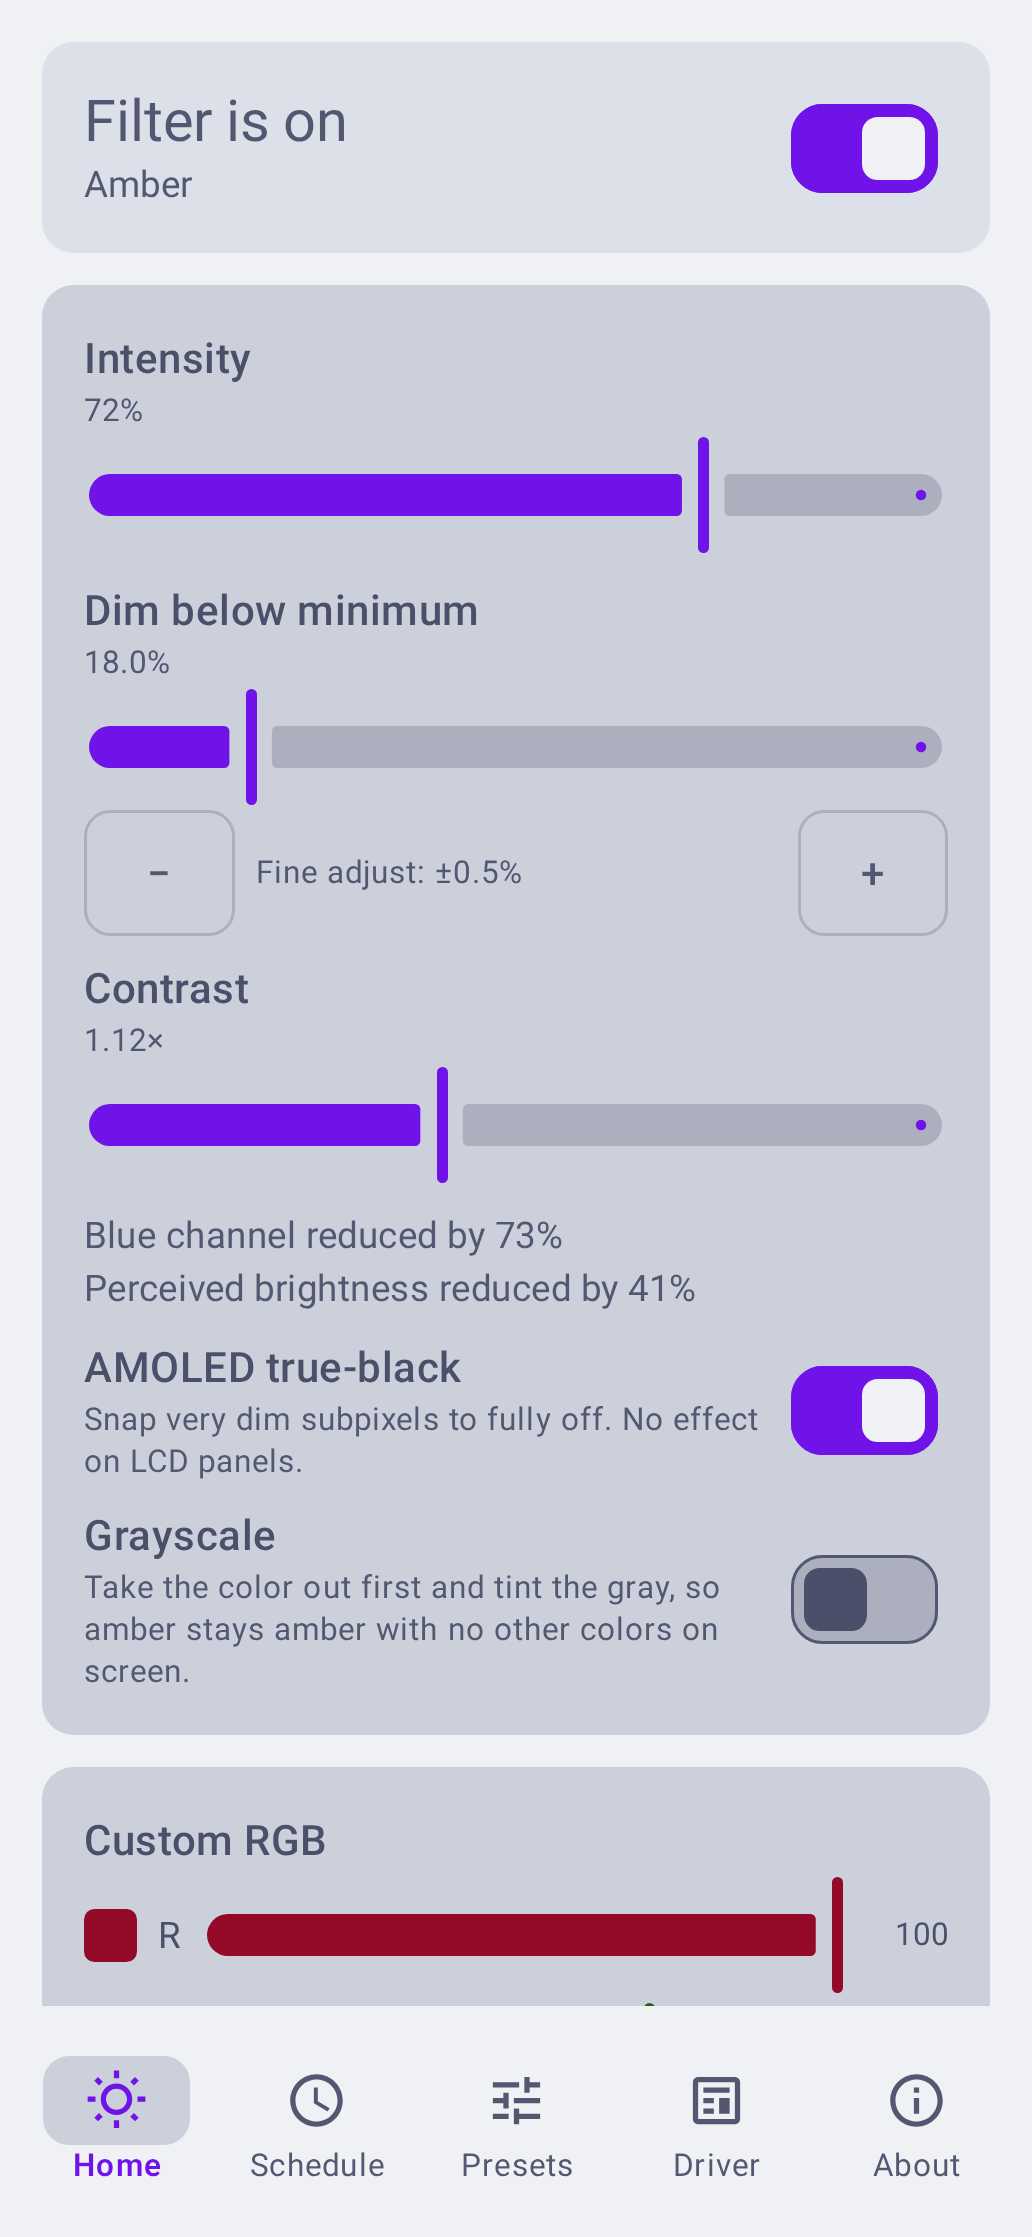 Filter is on
Amber
Intensity
72%
Dim below minimum
18.0%
−
Fine adjust: ±0.5%
+
Contrast
1.12×
Blue channel reduced by 73%
Perceived brightness reduced by 41%
AMOLED true-black
Snap very dim subpixels to fully off. No effect
on LCD panels.
Grayscale
Take the color out first and tint the gray, so
amber stays amber with no other colors on
screen.
Custom RGB
R
100
Home
Schedule
Presets
Driver
About